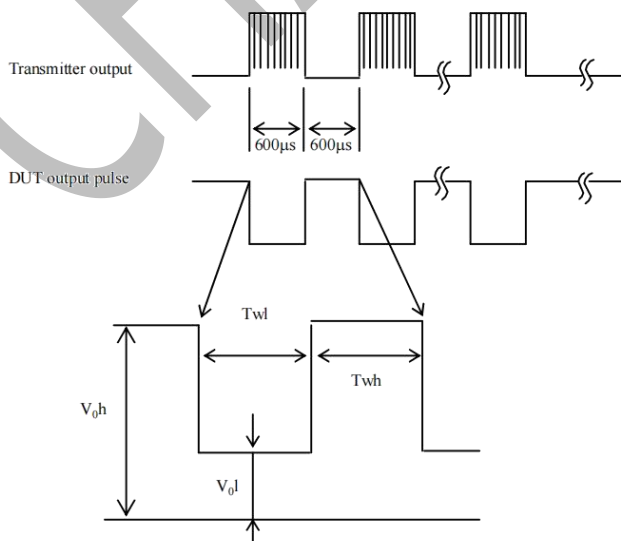 Transmitter output
600μs 600μs
DUT output pulse
Twl
Twh
V₀h
V₀l